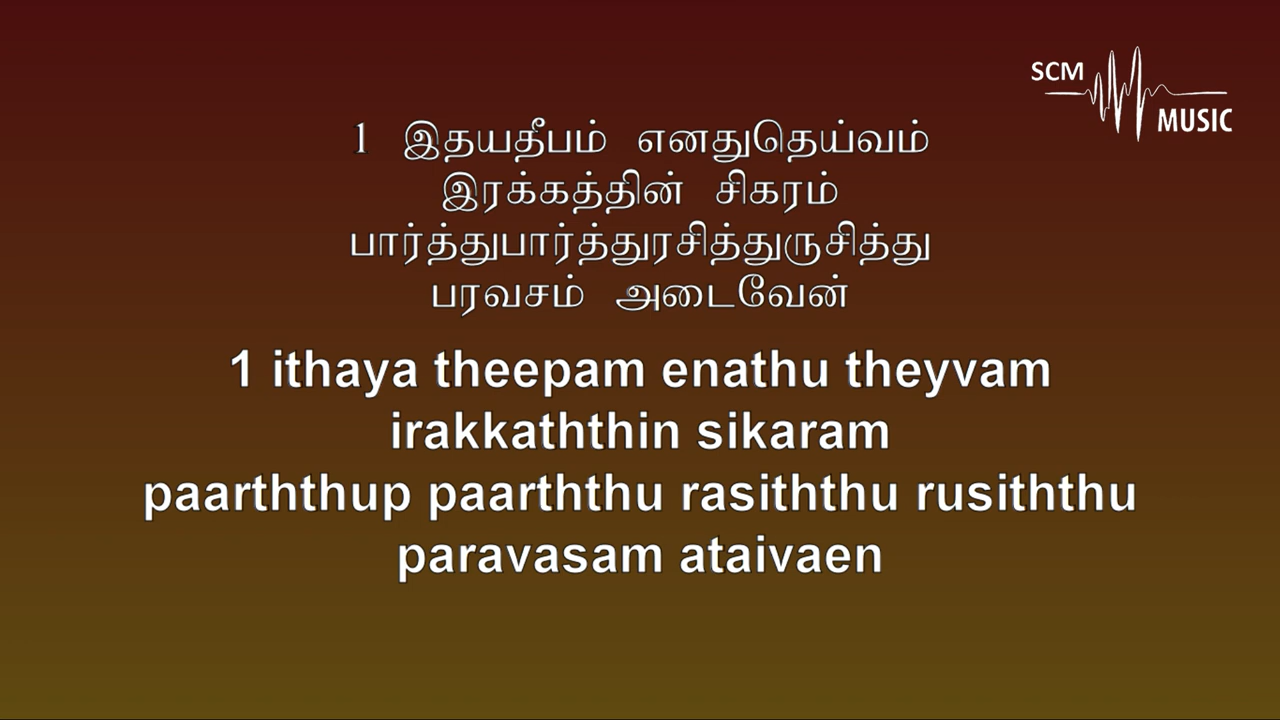 SCM
MUSIC
1 இதயதீபம் எனதுதெய்வம்
இரக்கத்தின் சிகரம்
பார்த்துபார்த்துரசித்துருசித்து
பரவசம் அடைவேன்
1 ithaya theepam enathu theyvam
irakkaththin sikaram
paarththup paarththu rasiththu rusiththu
paravasam ataivaen